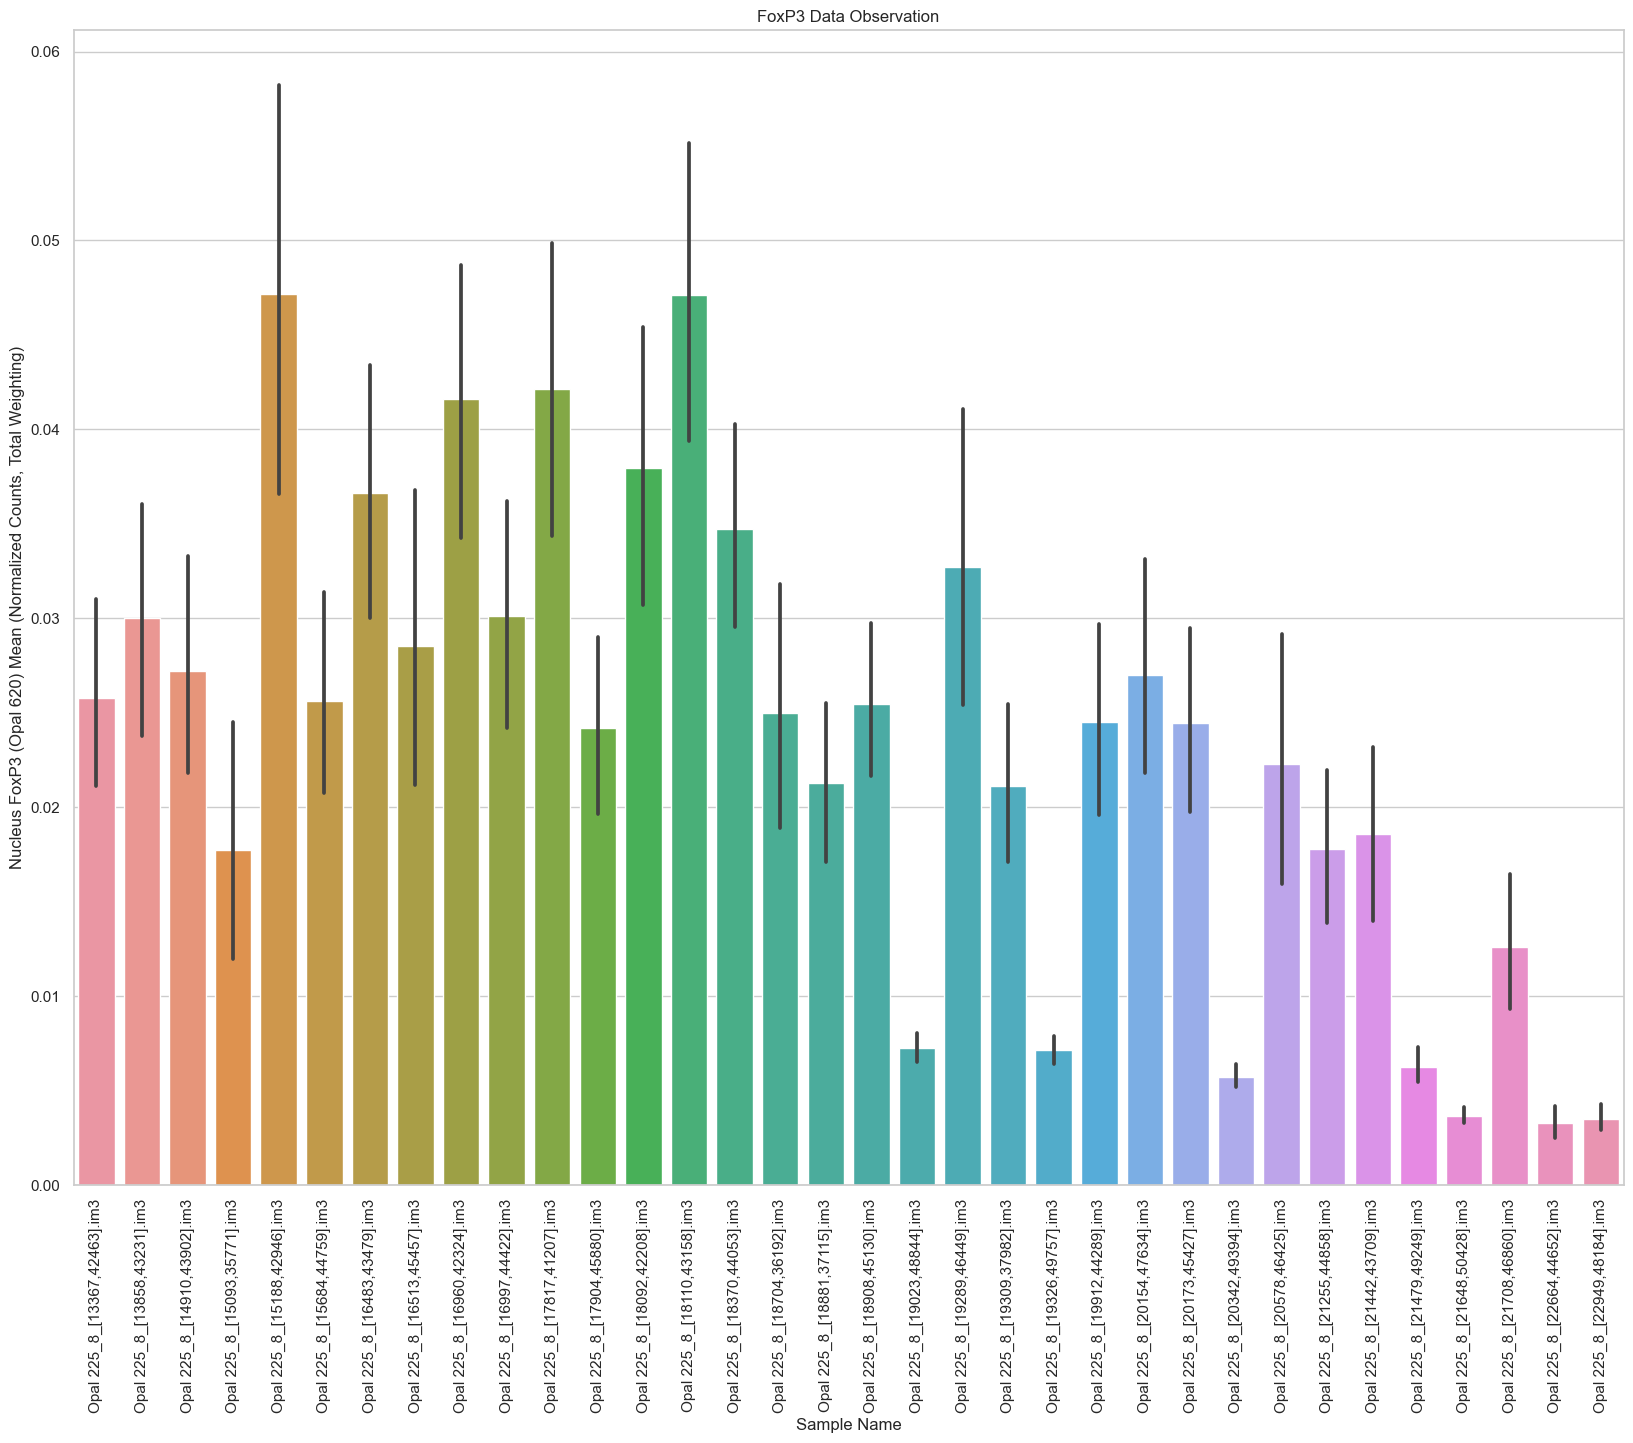 FoxP3 Data Observation
Nucleus FoxP3 (Opal 620) Mean (Normalized Counts, Total Weighting)
0.06
0.05
0.04
0.03
0.02
0.01
0.00
Opal 225_8_[13367,42463].im3
Opal 225_8_[13858,43231].im3
Opal 225_8_[14910,43902].im3
Opal 225_8_[15093,35771].im3
Opal 225_8_[15188,42946].im3
Opal 225_8_[15684,44759].im3
Opal 225_8_[16483,43479].im3
Opal 225_8_[16513,45457].im3
Opal 225_8_[16960,42324].im3
Opal 225_8_[16997,44422].im3
Opal 225_8_[17817,41207].im3
Opal 225_8_[17904,45880].im3
Opal 225_8_[18092,42208].im3
Opal 225_8_[18110,43158].im3
Opal 225_8_[18370,44053].im3
Opal 225_8_[18704,36192].im3
Opal 225_8_[18881,37115].im3
Opal 225_8_[18908,45130].im3
Opal 225_8_[19023,48844].im3
Opal 225_8_[19289,46449].im3
Opal 225_8_[19309,37982].im3
Opal 225_8_[19326,49757].im3
Opal 225_8_[19912,44289].im3
Opal 225_8_[20154,47634].im3
Opal 225_8_[20173,45427].im3
Opal 225_8_[20342,49394].im3
Opal 225_8_[20578,46425].im3
Opal 225_8_[21255,44858].im3
Opal 225_8_[21442,43709].im3
Opal 225_8_[21479,49249].im3
Opal 225_8_[21648,50428].im3
Opal 225_8_[21708,46860].im3
Opal 225_8_[22664,44652].im3
Opal 225_8_[22949,48184].im3
Sample Name